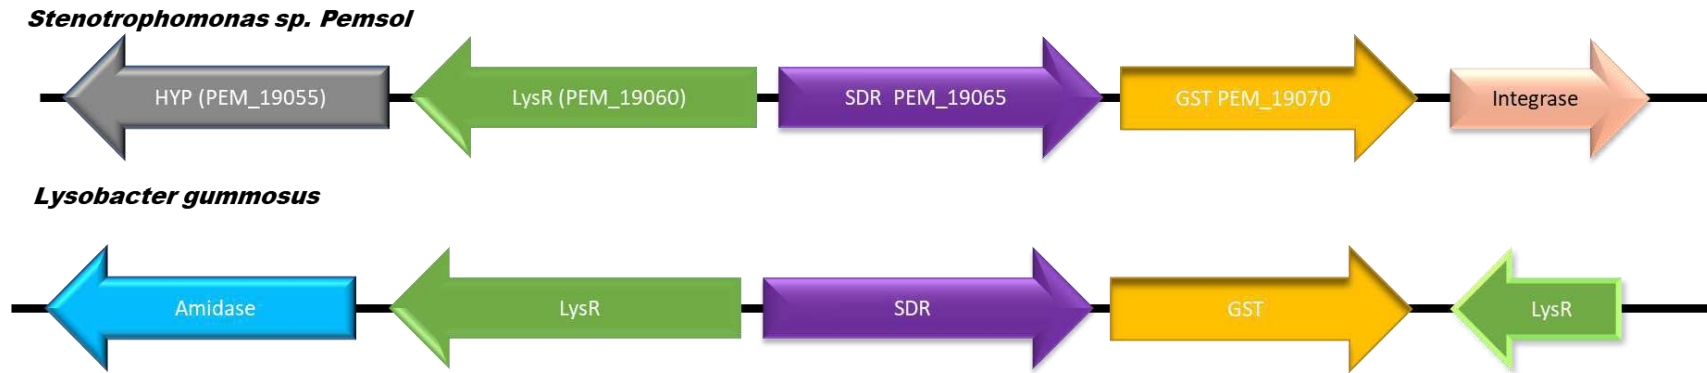 Stenotrophomonas sp. Pemsol
HYP (PEM_19055) LysR (PEM_19060) SDR PEM_19065 GST PEM_19070 Integrase
Lysobacter gummosus
Amidase LysR SDR GST LysR